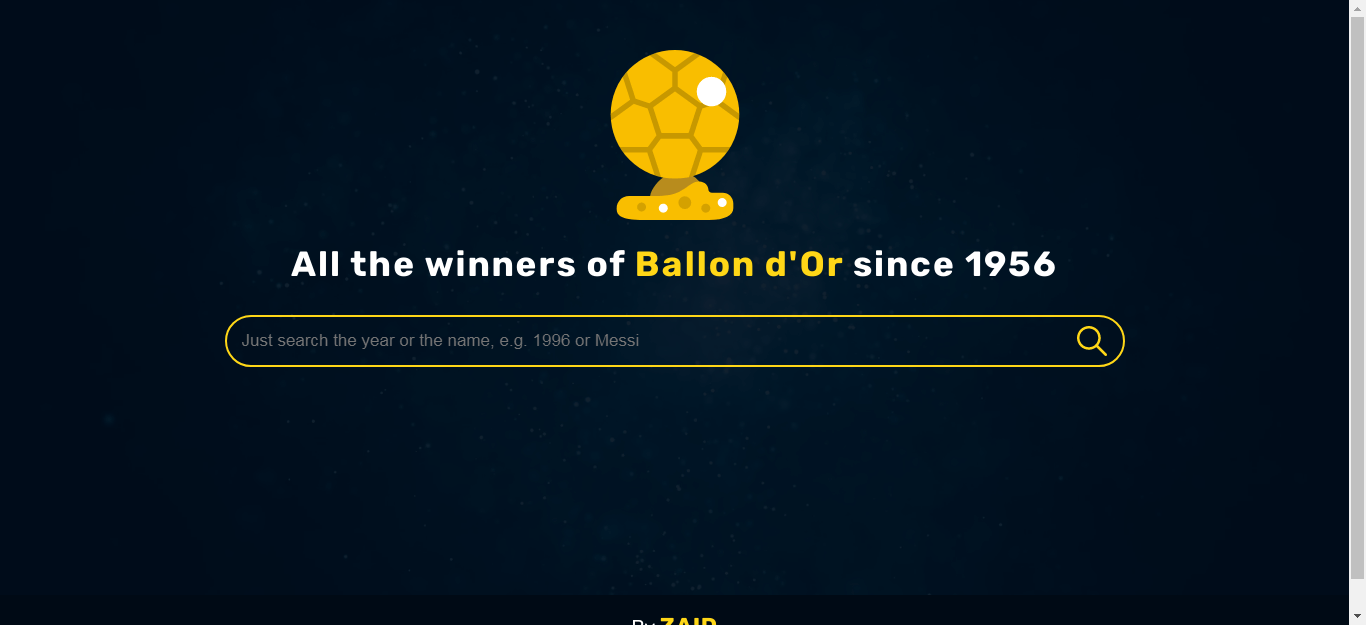 All the winners of Ballon d'Or since 1956
Just search the year or the name, e.g. 1996 or Messi
By ZAID